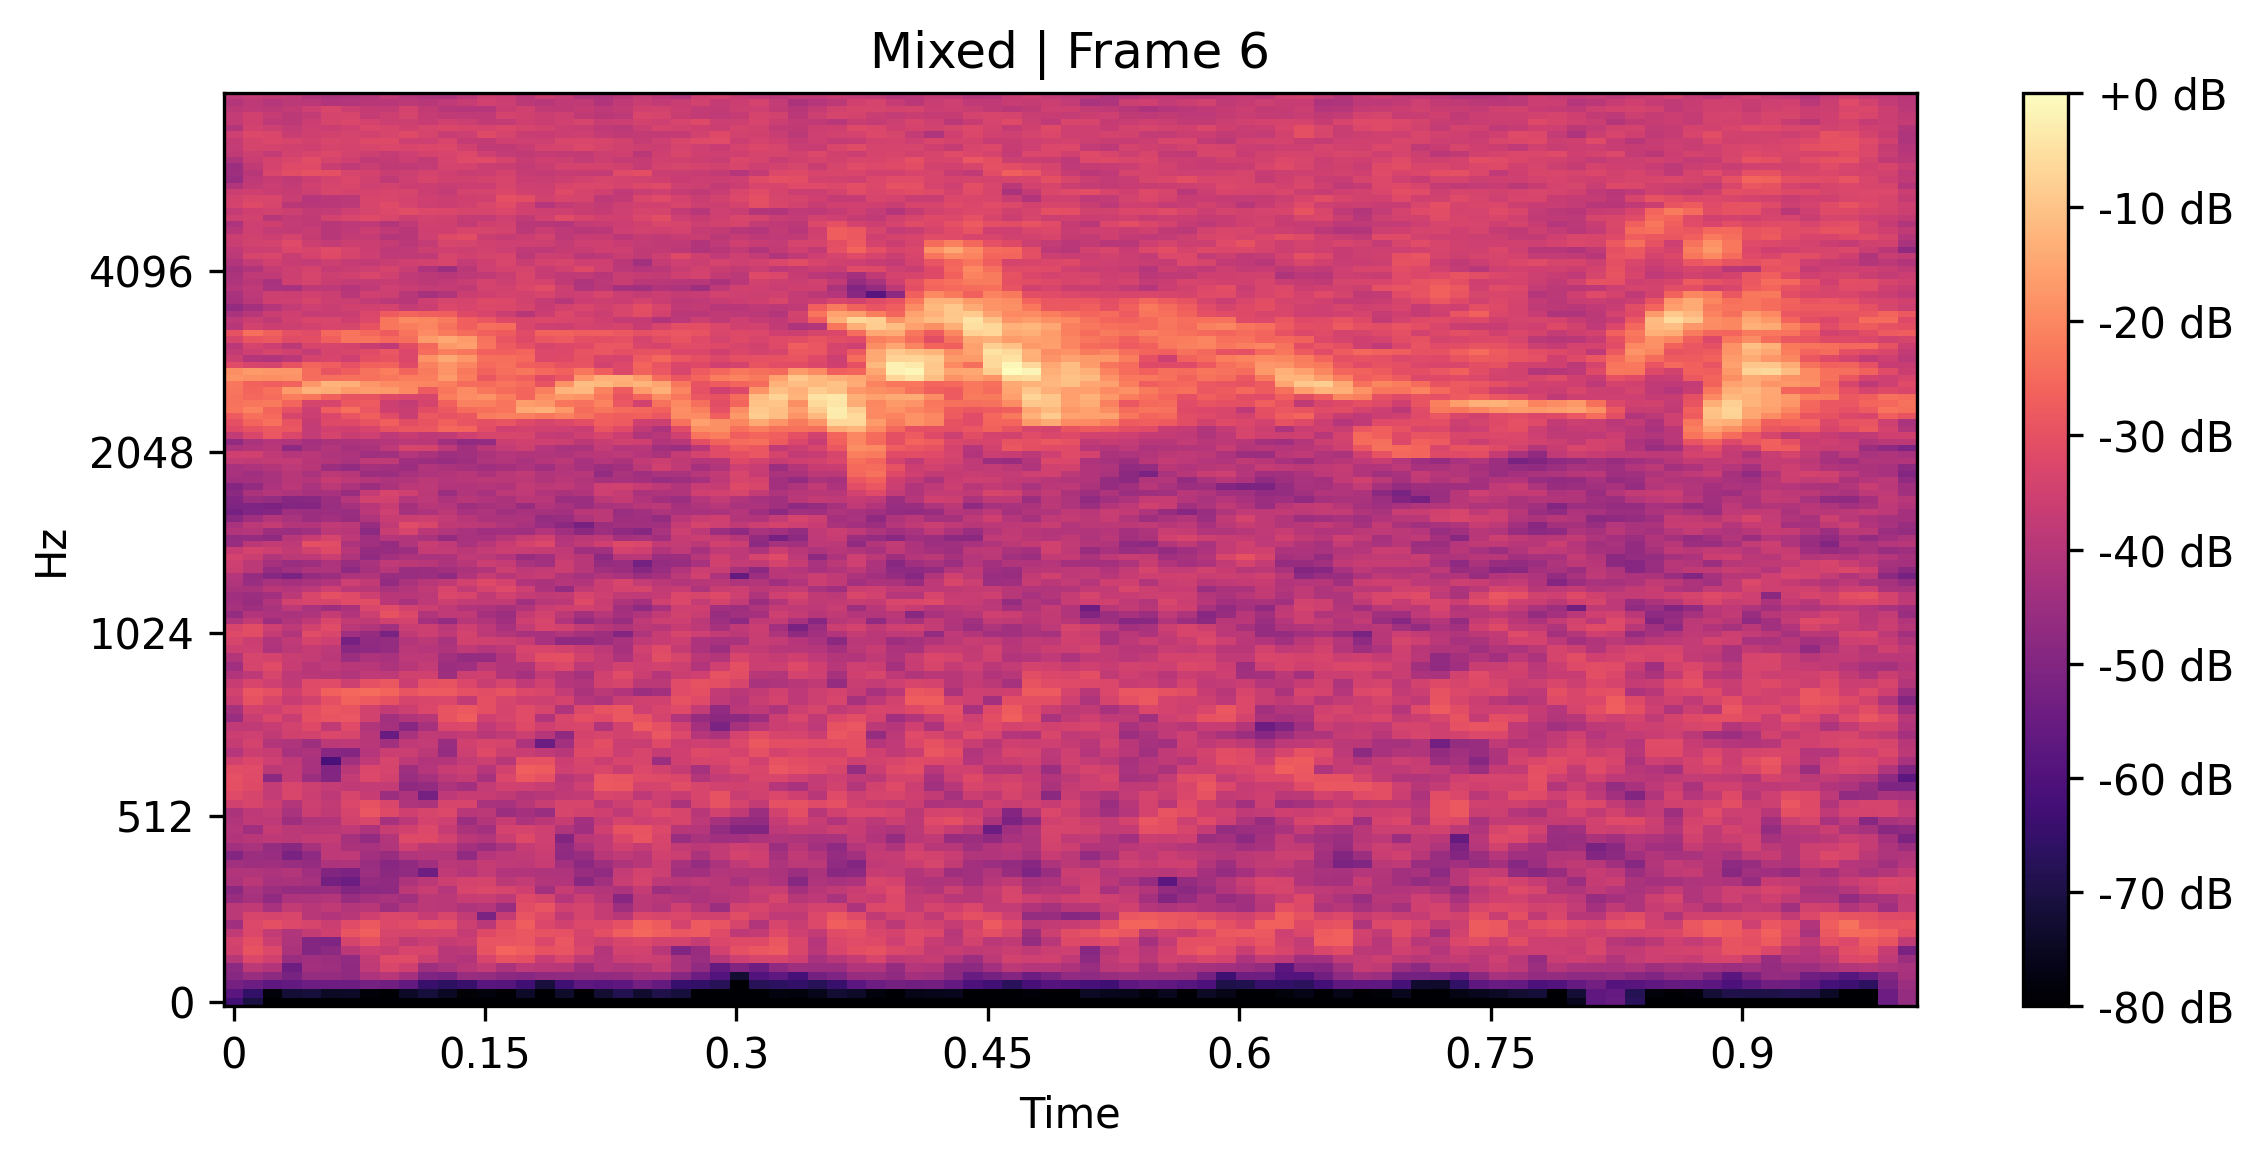 Mixed | Frame 6
Hz
4096
2048
1024
512
0
0 0.15 0.3 0.45 0.6 0.75 0.9
Time
+0 dB
-10 dB
-20 dB
-30 dB
-40 dB
-50 dB
-60 dB
-70 dB
-80 dB